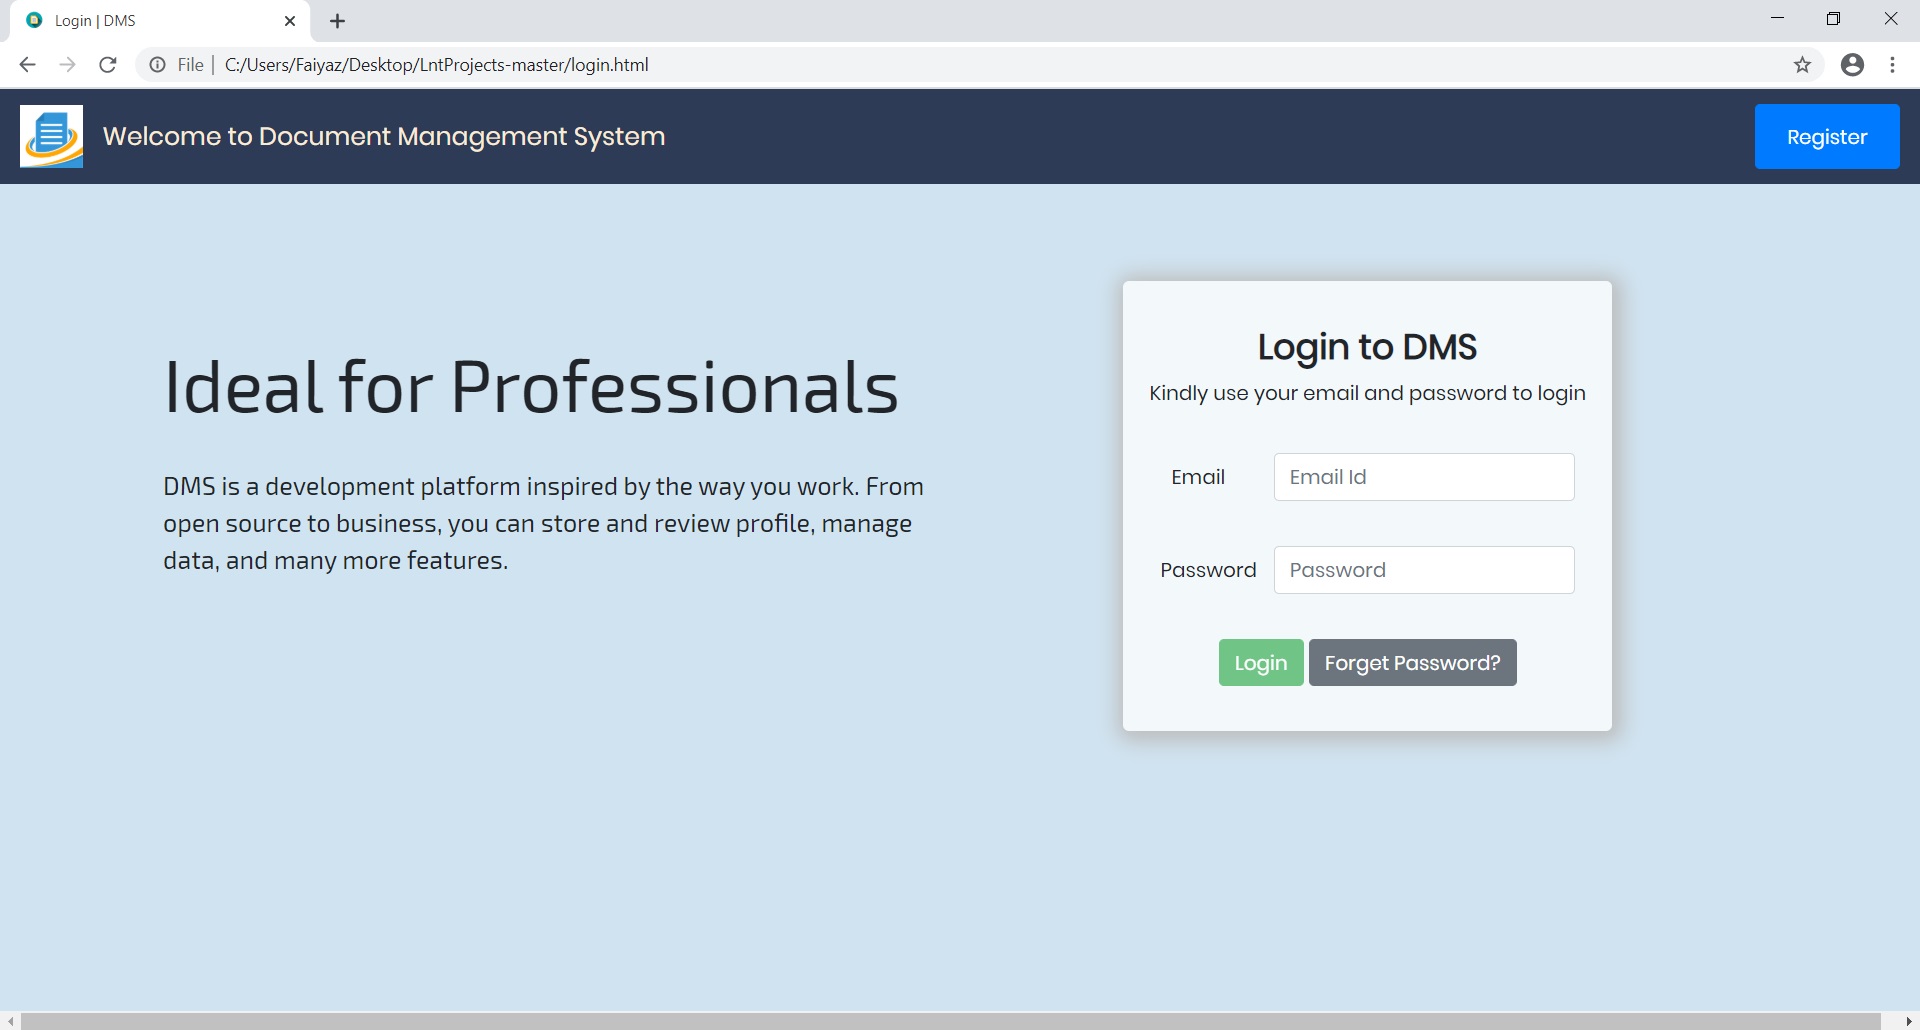 Login | DMS
File | C:/Users/Faiyaz/Desktop/LntProjects-master/login.html
Welcome to Document Management System
Register
Ideal for Professionals
DMS is a development platform inspired by the way you work. From
open source to business, you can store and review profile, manage
data, and many more features.
Login to DMS
Kindly use your email and password to login
Email
Email Id
Password
Password
Login
Forget Password?